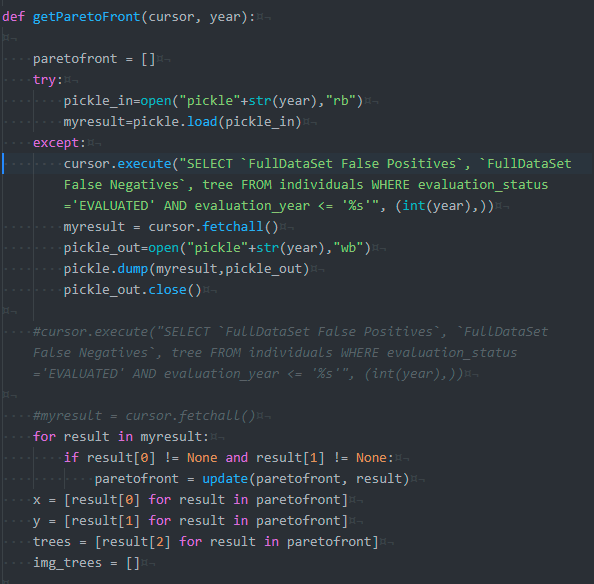 def getParetoFront(cursor, year):
    paretofront = []
    try:
        pickle_in=open("pickle"+str(year),"rb")
        myresult=pickle.load(pickle_in)
    except:
        cursor.execute("SELECT `FullDataSet False Positives`, `FullDataSet
        False Negatives`, tree FROM individuals WHERE evaluation_status
        ='EVALUATED' AND evaluation_year <= '%s'", (int(year),))
        myresult = cursor.fetchall()
        pickle_out=open("pickle"+str(year),"wb")
        pickle.dump(myresult,pickle_out)
        pickle_out.close()
    #cursor.execute("SELECT `FullDataSet False Positives`, `FullDataSet
    False Negatives`, tree FROM individuals WHERE evaluation_status
    ='EVALUATED' AND evaluation_year <= '%s'", (int(year),))
    #myresult = cursor.fetchall()
    for result in myresult:
        if result[0] != None and result[1] != None:
            paretofront = update(paretofront, result)
    x = [result[0] for result in paretofront]
    y = [result[1] for result in paretofront]
    trees = [result[2] for result in paretofront]
    img_trees = []